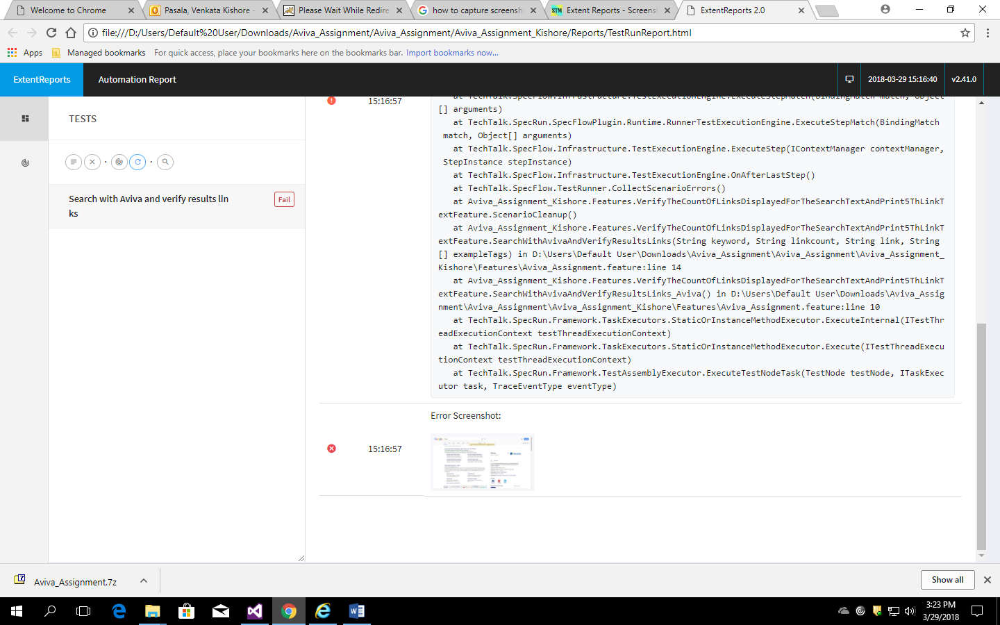 Welcome to Chrome
Pasala, Venkata Kishore -
Please Wait While Redire
how to capture screensh
Extent Reports - Screens
ExtentReports 2.0
file:///D:/Users/Default%20User/Downloads/Aviva_Assignment/Aviva_Assignment/Aviva_Assignment_Kishore/Reports/TestRunReport.html
Apps
Managed bookmarks
For quick access, place your bookmarks here on the bookmarks bar. Import bookmarks now...
ExtentReports
Automation Report
2018-03-29 15:16:40
v2.41.0
TESTS
Search with Aviva and verify results lin
ks
Fail
15:16:57
at TechTalk.SpecFlow.Infrastructure.TestExecutionEngine.ExecuteStepMatch(BindingMatch match, Object
[] arguments)
at TechTalk.SpecRun.SpecFlowPlugin.Runtime.RunnerTestExecutionEngine.ExecuteStepMatch(BindingMatch
match, Object[] arguments)
at TechTalk.SpecFlow.Infrastructure.TestExecutionEngine.ExecuteStep(IContextManager contextManager,
StepInstance stepInstance)
at TechTalk.SpecFlow.Infrastructure.TestExecutionEngine.OnAfterLastStep()
at TechTalk.SpecFlow.TestRunner.CollectScenarioErrors()
at Aviva_Assignment_Kishore.Features.VerifyTheCountOfLinksDisplayedForTheSearchTextAndPrint5ThLinkT
extFeature.ScenarioCleanup()
at Aviva_Assignment_Kishore.Features.VerifyTheCountOfLinksDisplayedForTheSearchTextAndPrint5ThLinkT
extFeature.SearchWithAvivaAndVerifyResultsLinks(String keyword, String linkcount, String link, String
[] exampleTags) in D:\Users\Default User\Downloads\Aviva_Assignment\Aviva_Assignment\Aviva_Assignment_
Kishore\Features\Aviva_Assignment.feature:line 14
at Aviva_Assignment_Kishore.Features.VerifyTheCountOfLinksDisplayedForTheSearchTextAndPrint5ThLinkT
extFeature.SearchWithAvivaAndVerifyResultsLinks_Aviva() in D:\Users\Default User\Downloads\Aviva_Assig
nment\Aviva_Assignment\Aviva_Assignment_Kishore\Features\Aviva_Assignment.feature:line 10
at TechTalk.SpecRun.Framework.TaskExecutors.StaticOrInstanceMethodExecutor.ExecuteInternal(ITestThr
eadExecutionContext testThreadExecutionContext)
at TechTalk.SpecRun.Framework.TaskExecutors.StaticOrInstanceMethodExecutor.Execute(ITestThreadExecu
tionContext testThreadExecutionContext)
at TechTalk.SpecRun.Framework.TestAssemblyExecutor.ExecuteTestNodeTask(TestNode testNode, ITaskExec
utor task, TraceEventType eventType)
Error Screenshot:
15:16:57
Aviva_Assignment.7z
Show all
3:23 PM
3/29/2018